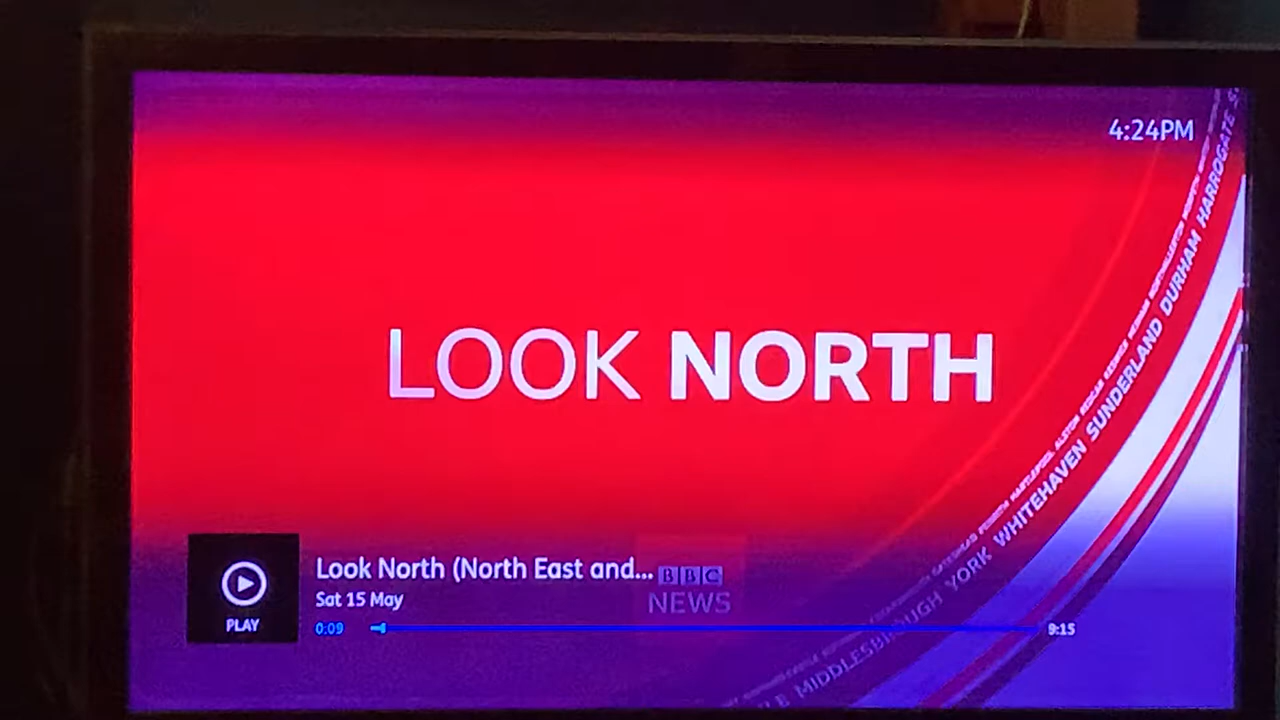 4:24PM
LOOK NORTH
MIDDLESBROUGH YORK WHITEHAVEN SUNDERLAND DURHAM HARROGATE
PLAY
Look North (North East and...
Sat 15 May
0:09
9:15
BBC
NEWS